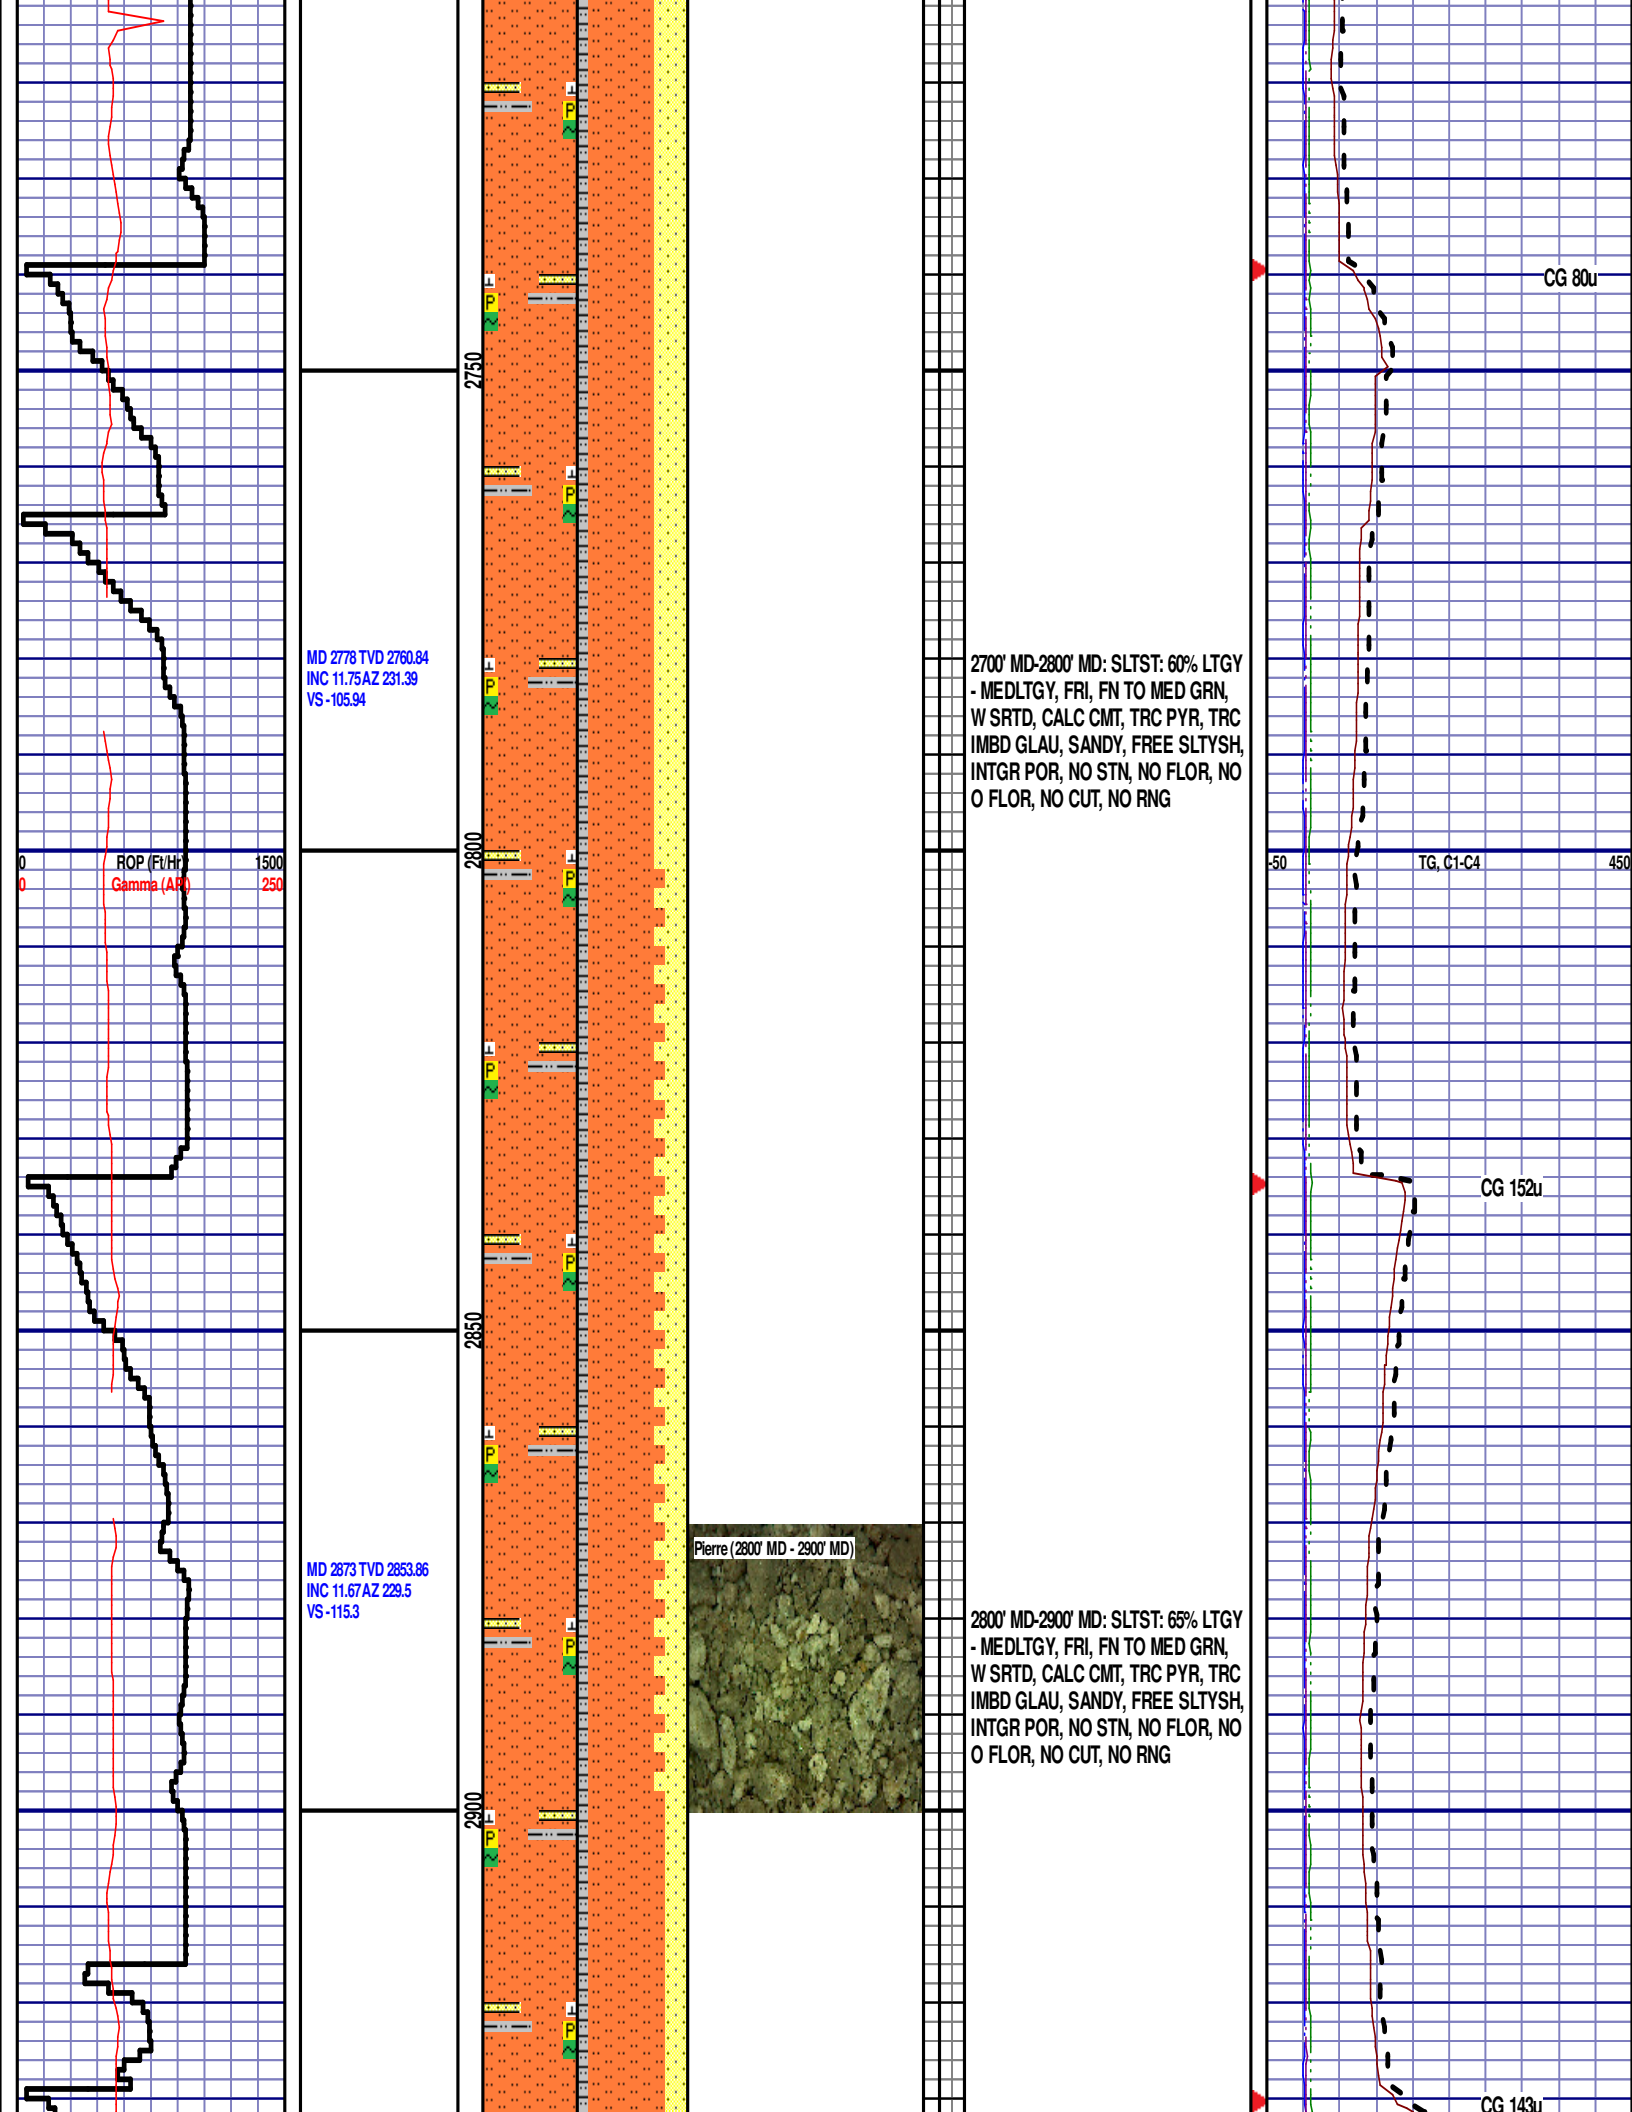 CG 80u
2750
MD 2778 TVD 2760.84
INC 11.75 AZ 231.39
VS -105.94
2700' MD-2800' MD: SLTST: 60% LTGY
- MEDLTGY, FRI, FN TO MED GRN,
W SRTD, CALC CMT, TRC PYR, TRC
IMBD GLAU, SANDY, FREE SLTYSH,
INTGR POR, NO STN, NO FLOR, NO
O FLOR, NO CUT, NO RNG
2800
0 ROP (Ft/Hr) 1500
0 Gamma (API) 250
-50 TG, C1-C4 450
CG 152u
2850
Pierre (2800' MD - 2900' MD)
MD 2873 TVD 2853.86
INC 11.67 AZ 229.5
VS -115.3
2800' MD-2900' MD: SLTST: 65% LTGY
- MEDLTGY, FRI, FN TO MED GRN,
W SRTD, CALC CMT, TRC PYR, TRC
IMBD GLAU, SANDY, FREE SLTYSH,
INTGR POR, NO STN, NO FLOR, NO
O FLOR, NO CUT, NO RNG
2900
CG 143u